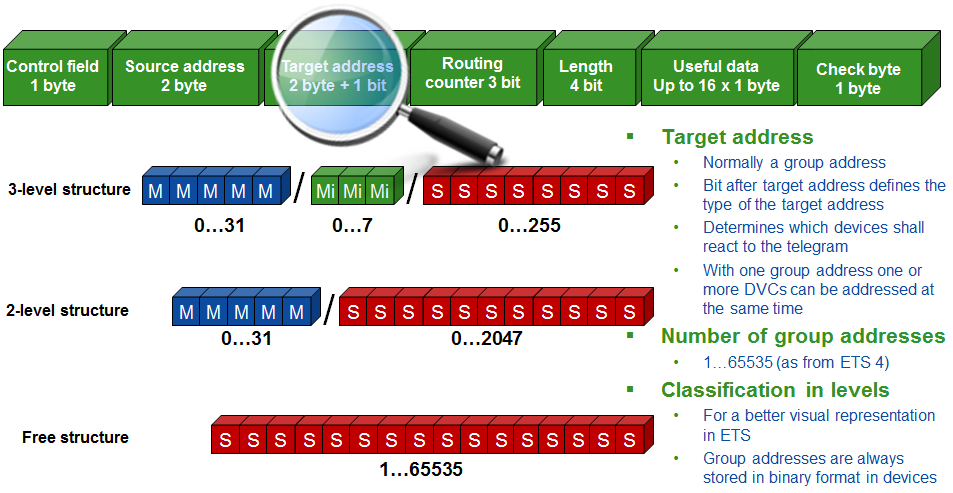 Control field
1 byte
Source address
2 byte
Target address
2 byte + 1 bit
Routing
counter 3 bit
Length
4 bit
Useful data
Up to 16 x 1 byte
Check byte
1 byte
3-level structure
M M M M M / Mi Mi Mi / S S S S S S S S
0…31 0…7 0…255
2-level structure
M M M M M / S S S S S S S S S S S
0…31 0…2047
Free structure
S S S S S S S S S S S S S S S S
1…65535
▪ Target address
• Normally a group address
• Bit after target address defines the
type of the target address
• Determines which devices shall
react to the telegram
• With one group address one or
more DVCs can be addressed at
the same time
▪ Number of group addresses
• 1…65535 (as from ETS 4)
▪ Classification in levels
• For a better visual representation
in ETS
• Group addresses are always
stored in binary format in devices